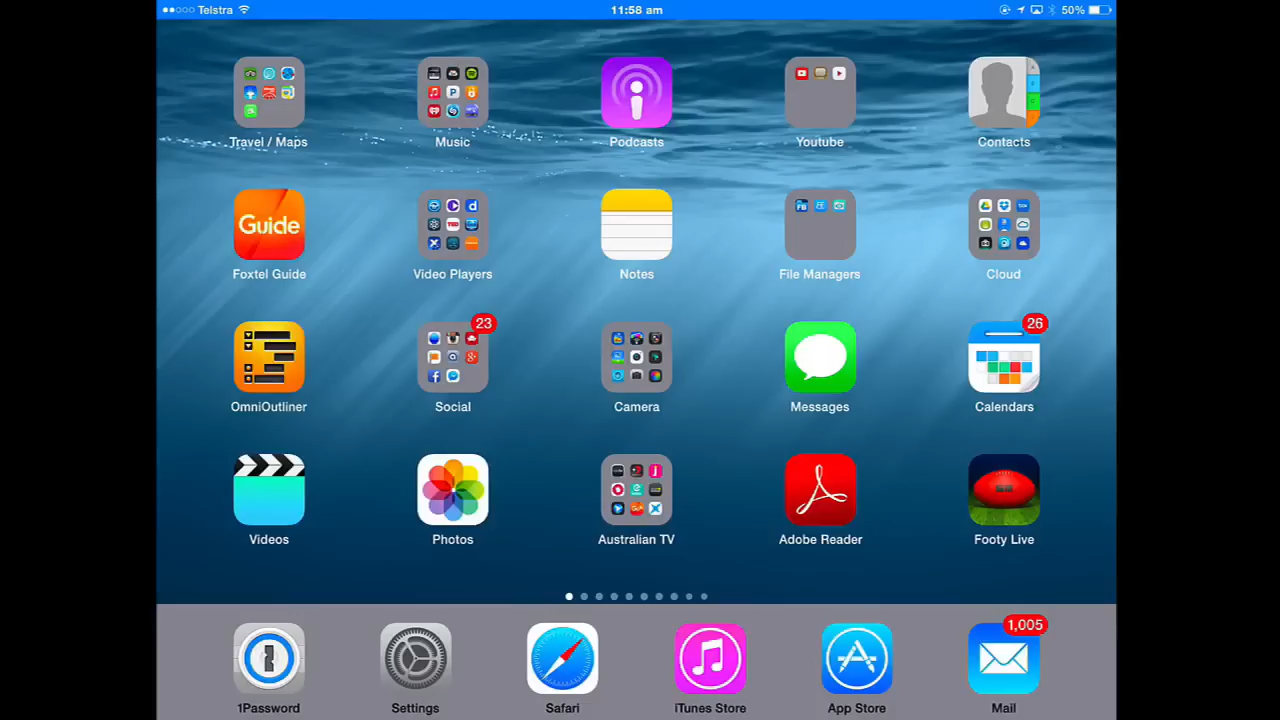 Telstra 11:58 am 50%
Travel / Maps Music Podcasts Youtube Contacts
Guide
Foxtel Guide Video Players Notes File Managers Cloud
23 26
OmniOutliner Social Camera Messages Calendars
Videos Photos Australian TV Adobe Reader Footy Live
1,005
1Password Settings Safari iTunes Store App Store Mail